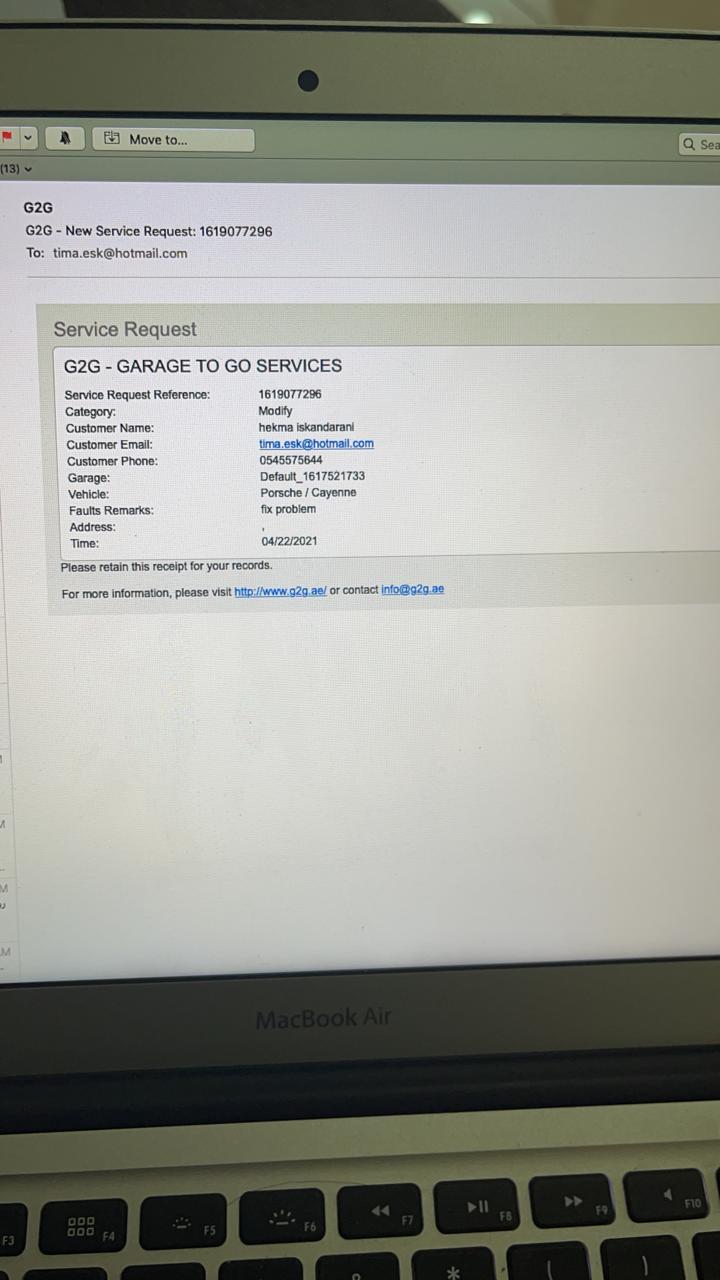 Move to...
Sea
(13)
G2G
G2G - New Service Request: 1619077296
To: tima.esk@hotmail.com
Service Request
G2G - GARAGE TO GO SERVICES
Service Request Reference: 1619077296
Category: Modify
Customer Name: hekma iskandarani
Customer Email: tima.esk@hotmail.com
Customer Phone: 0545575644
Garage: Default_1617521733
Vehicle: Porsche / Cayenne
Faults Remarks: fix problem
Address: ,
Time: 04/22/2021
Please retain this receipt for your records.
For more information, please visit http://www.g2g.ae/ or contact info@g2g.ae
M
M
MacBook Air
F3 F4 F5 F6 F7 F8 F9 F10
* ( )